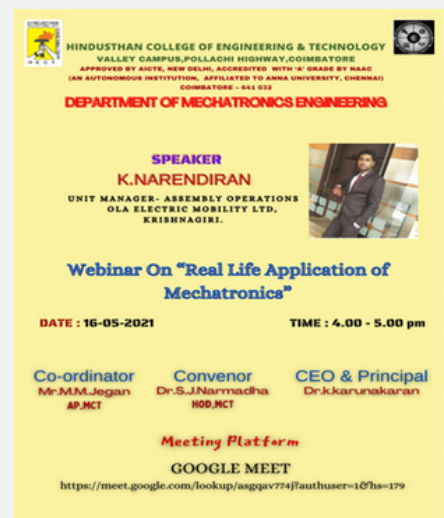 HINDUSTHAN COLLEGE OF ENGINEERING & TECHNOLOGY
VALLEY CAMPUS,POLLACHI HIGHWAY,COIMBATORE
APPROVED BY AICTE, NEW DELHI, ACCREDITED WITH 'A' GRADE BY NAAC
(AN AUTONOMOUS INSTITUTION, AFFILIATED TO ANNA UNIVERSITY, CHENNAI)
COIMBATORE - 641 032
DEPARTMENT OF MECHATRONICS ENGINEERING
SPEAKER
K.NARENDIRAN
UNIT MANAGER- ASSEMBLY OPERATIONS
OLA ELECTRIC MOBILITY LTD,
KRISHNAGIRI.
Webinar On "Real Life Application of
Mechatronics"
DATE : 16-05-2021 TIME : 4.00 - 5.00 pm
Co-ordinator Convenor CEO & Principal
Mr.M.M.Jegan Dr.S.J.Narmadha Dr.k.karunakaran
AP,MCT HOD,MCT
Meeting Platform
GOOGLE MEET
https://meet.google.com/lookup/asgqav774j?authuser=1&hs=179